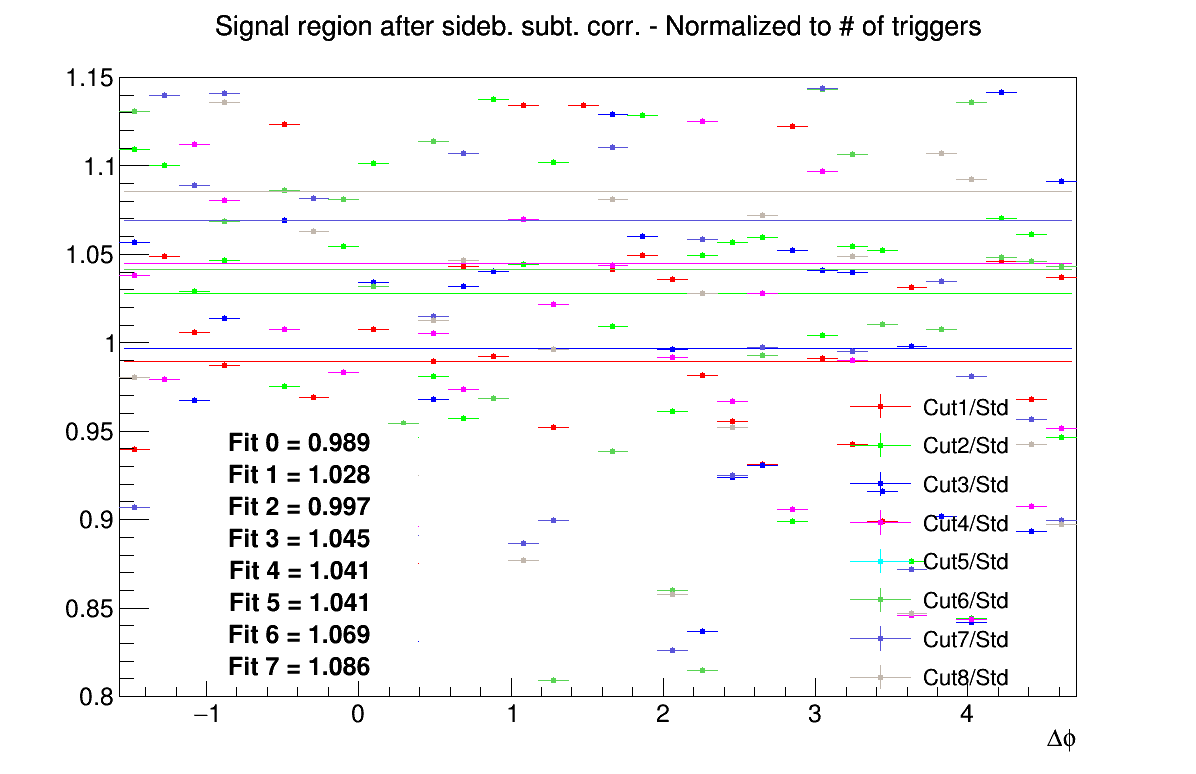 Signal region after sideb. subt. corr. - Normalized to # of triggers
1.15
1.1
1.05
1
0.95
0.9
0.85
0.8
Fit 0 = 0.989
Fit 1 = 1.028
Fit 2 = 0.997
Fit 3 = 1.045
Fit 4 = 1.041
Fit 5 = 1.041
Fit 6 = 1.069
Fit 7 = 1.086
Cut1/Std
Cut2/Std
Cut3/Std
Cut4/Std
Cut5/Std
Cut6/Std
Cut7/Std
Cut8/Std
−1 0 1 2 3 4
Δϕ